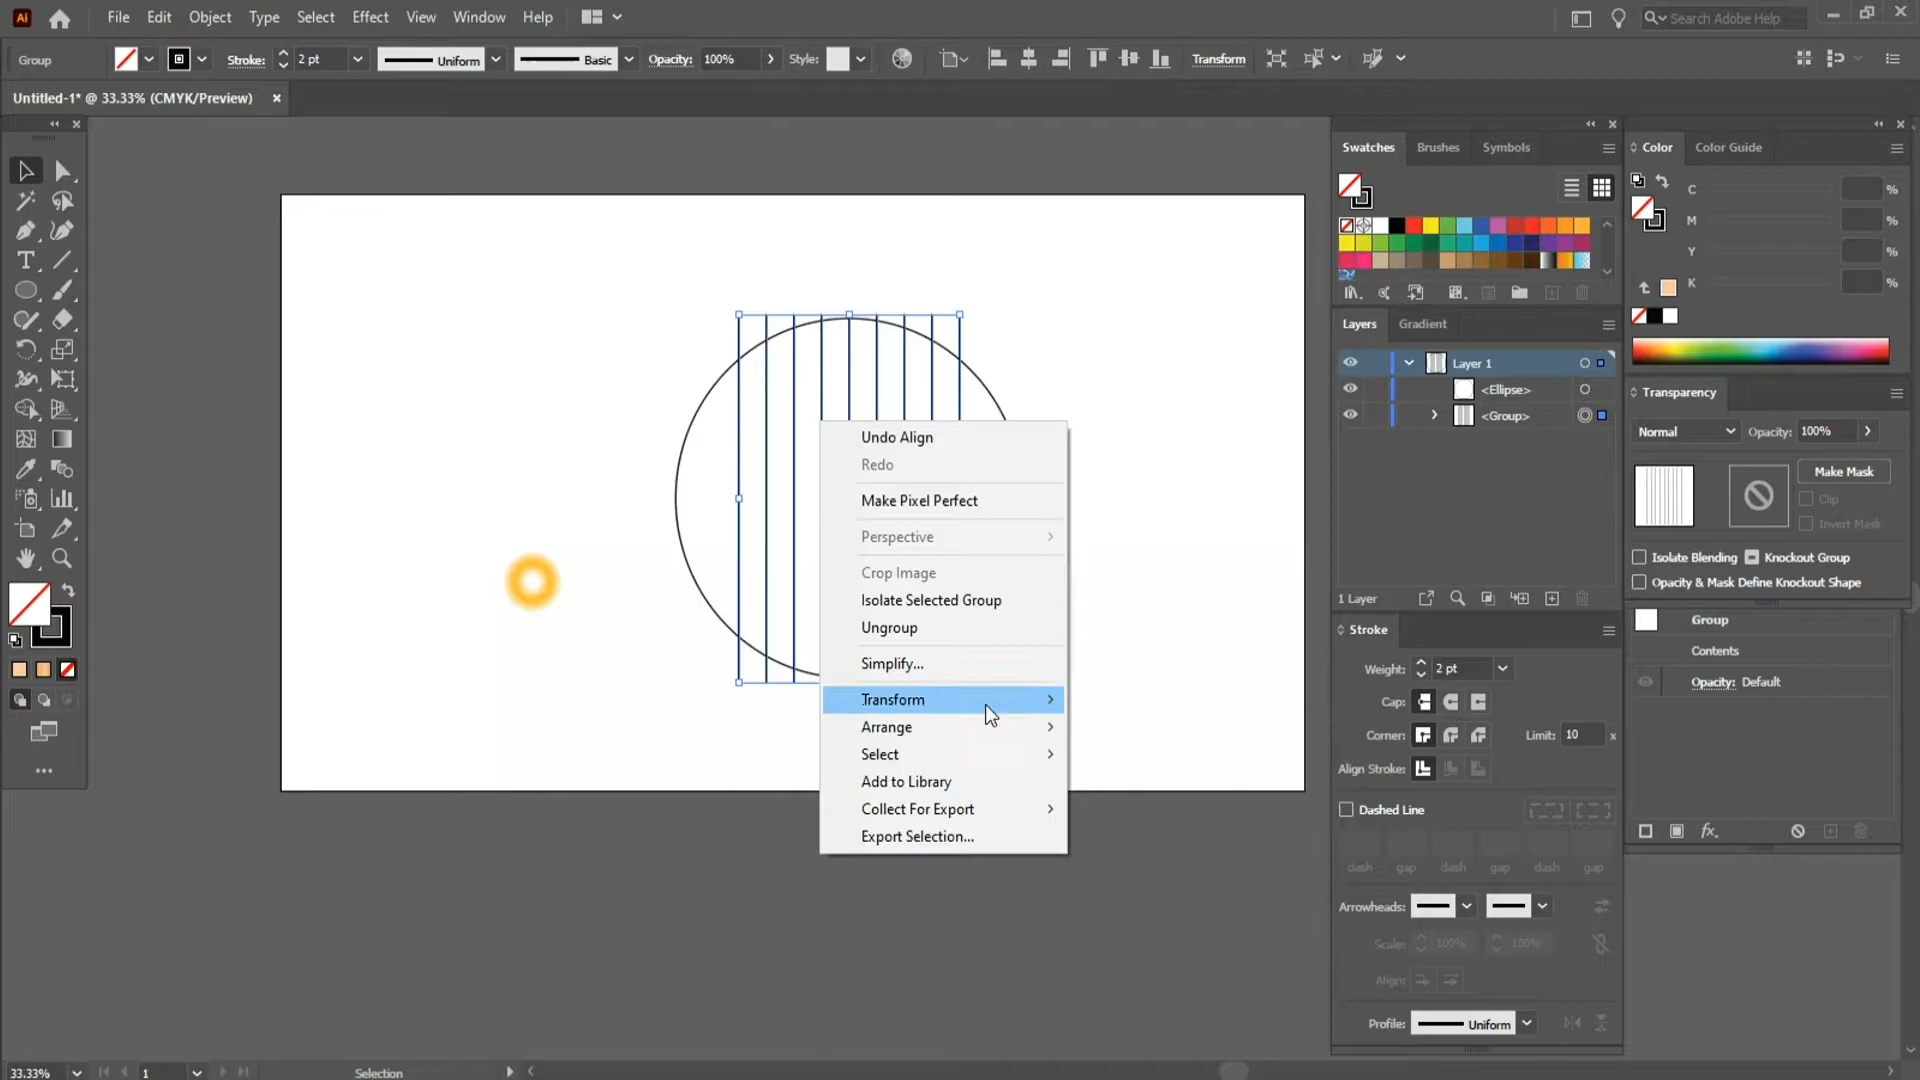 Ai File Edit Object Type Select Effect View Window Help Search Adobe Help
Group Stroke: 2 pt Uniform Basic Opacity: 100% Style: Transform
Untitled-1* @ 33.33% (CMYK/Preview)
Swatches Brushes Symbols
Color Color Guide
C %
M %
Y %
K %
Layers Gradient
Layer 1
<Ellipse>
<Group>
1 Layer
Transparency
Normal Opacity: 100%
Make Mask
Clip
Invert Mask
Isolate Blending Knockout Group
Opacity & Mask Define Knockout Shape
Group
Contents
Opacity: Default
fx
Stroke
Weight: 2 pt
Cap:
Corner: Limit: 10 x
Align Stroke:
Dashed Line
dash gap dash gap dash gap
Arrowheads:
Scale: 100% 100%
Align:
Profile: Uniform
Undo Align
Redo
Make Pixel Perfect
Perspective
Crop Image
Isolate Selected Group
Ungroup
Simplify...
Transform
Arrange
Select
Add to Library
Collect For Export
Export Selection...
33.33% 1 Selection